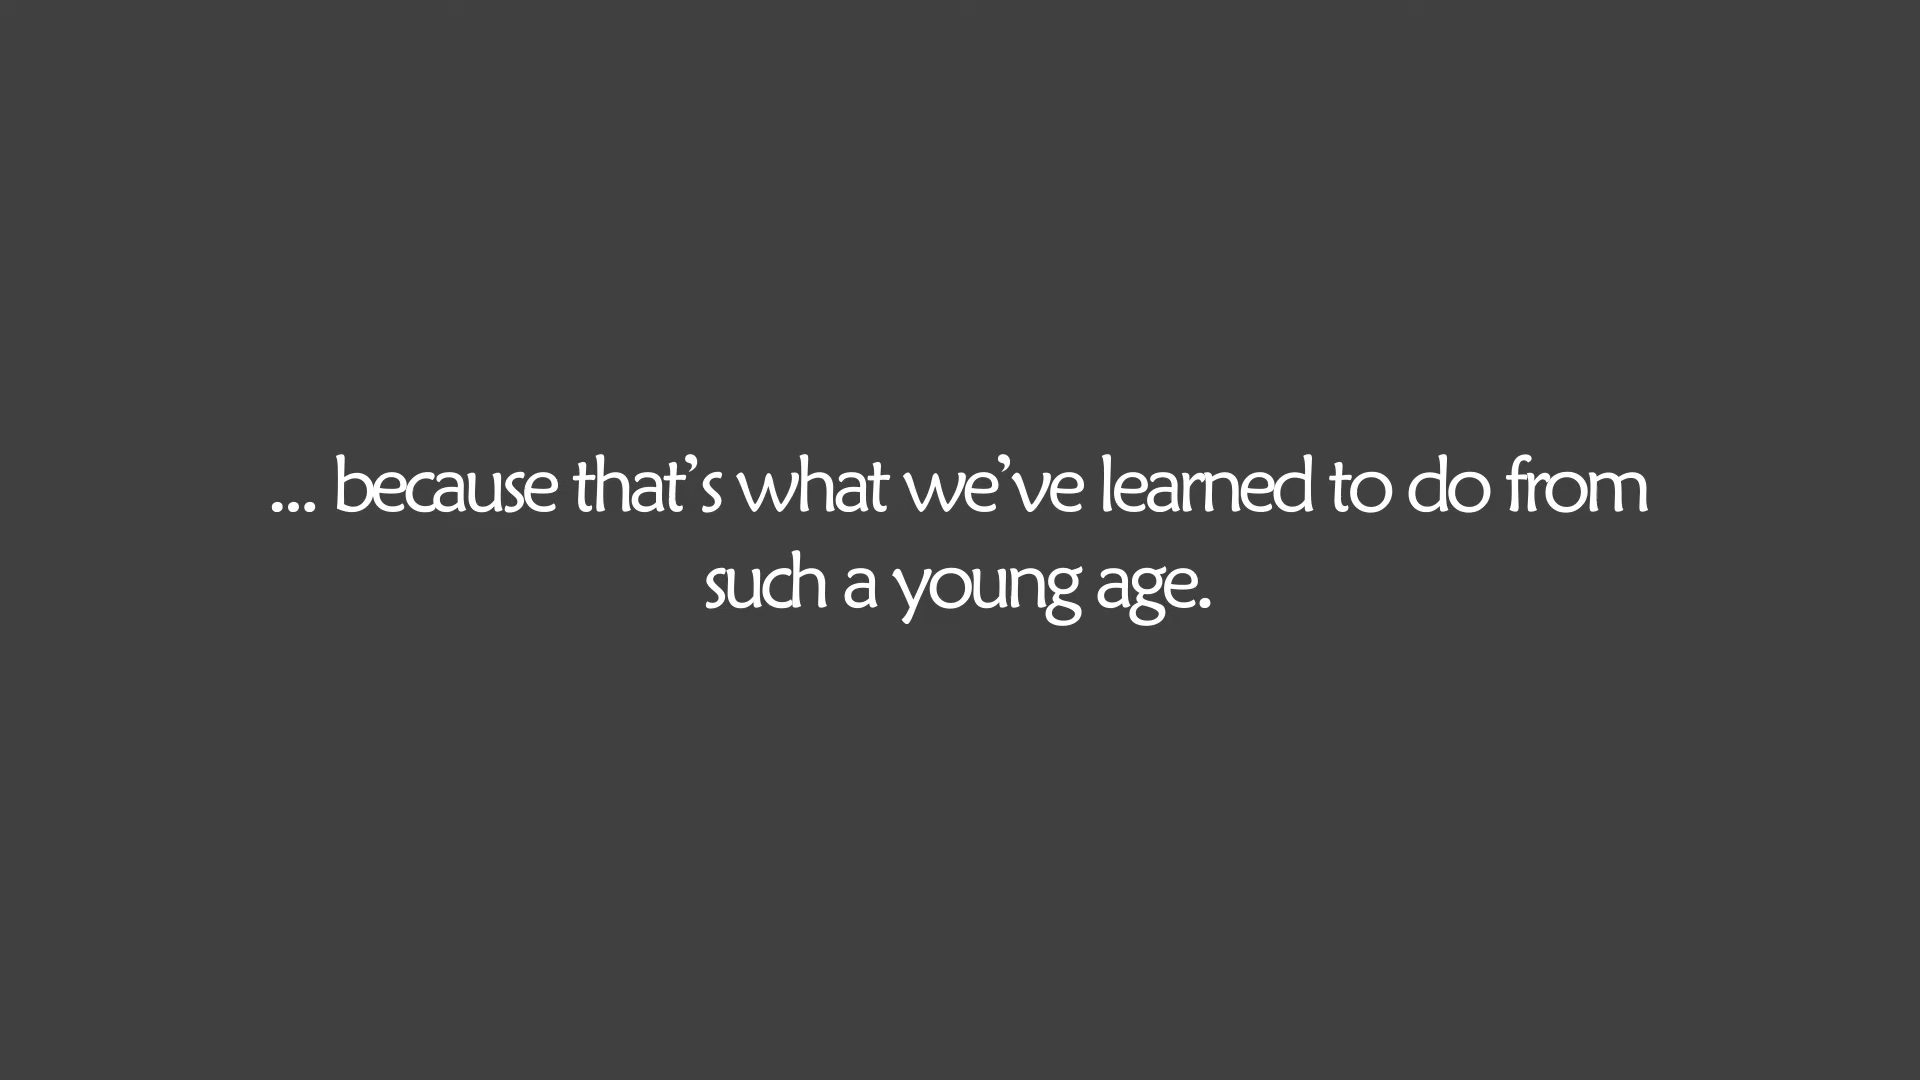 ... because that’s what we’ve learned to do from
such a young age.